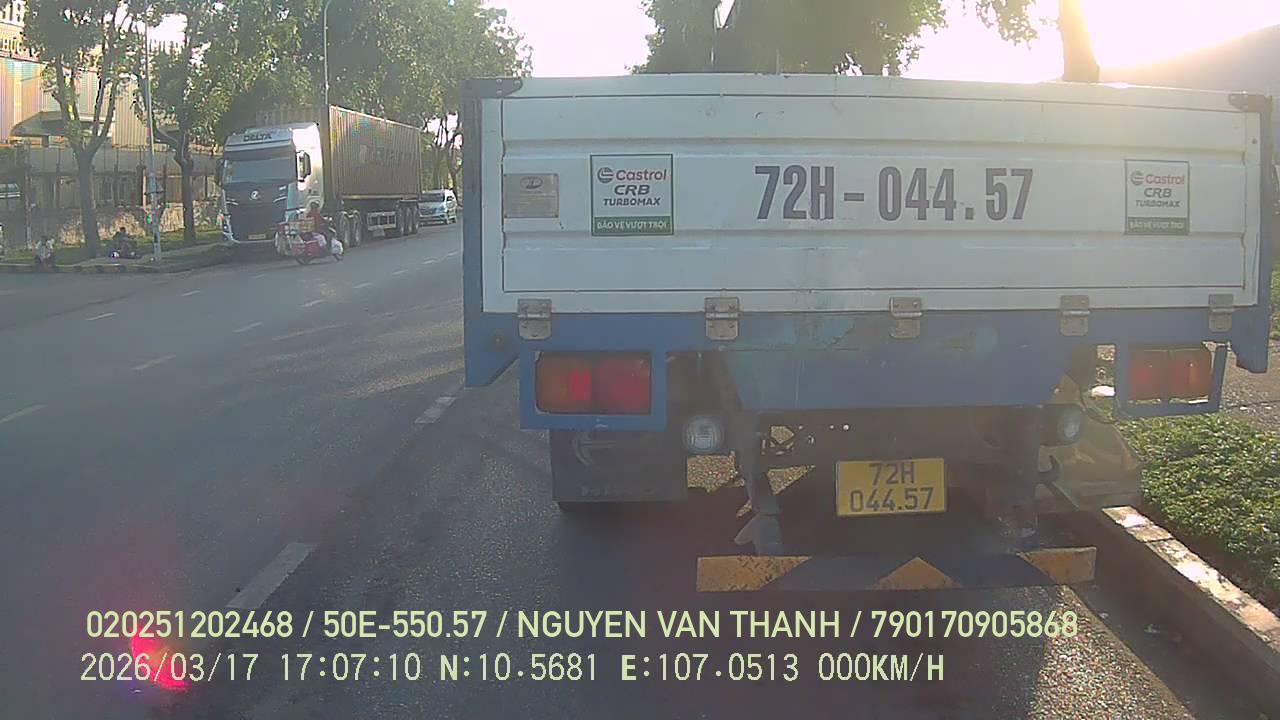 DELTA
Castrol
CRB
TURBOMAX
BẢO VỆ VƯỢT TRỘI
72H-044.57
Castrol
CRB
TURBOMAX
BẢO VỆ VƯỢT TRỘI
72H
044.57
020251202468 / 50E-550.57 / NGUYEN VAN THANH / 790170905868
2026/03/17 17:07:10 N:10.5681 E:107.0513 000KM/H